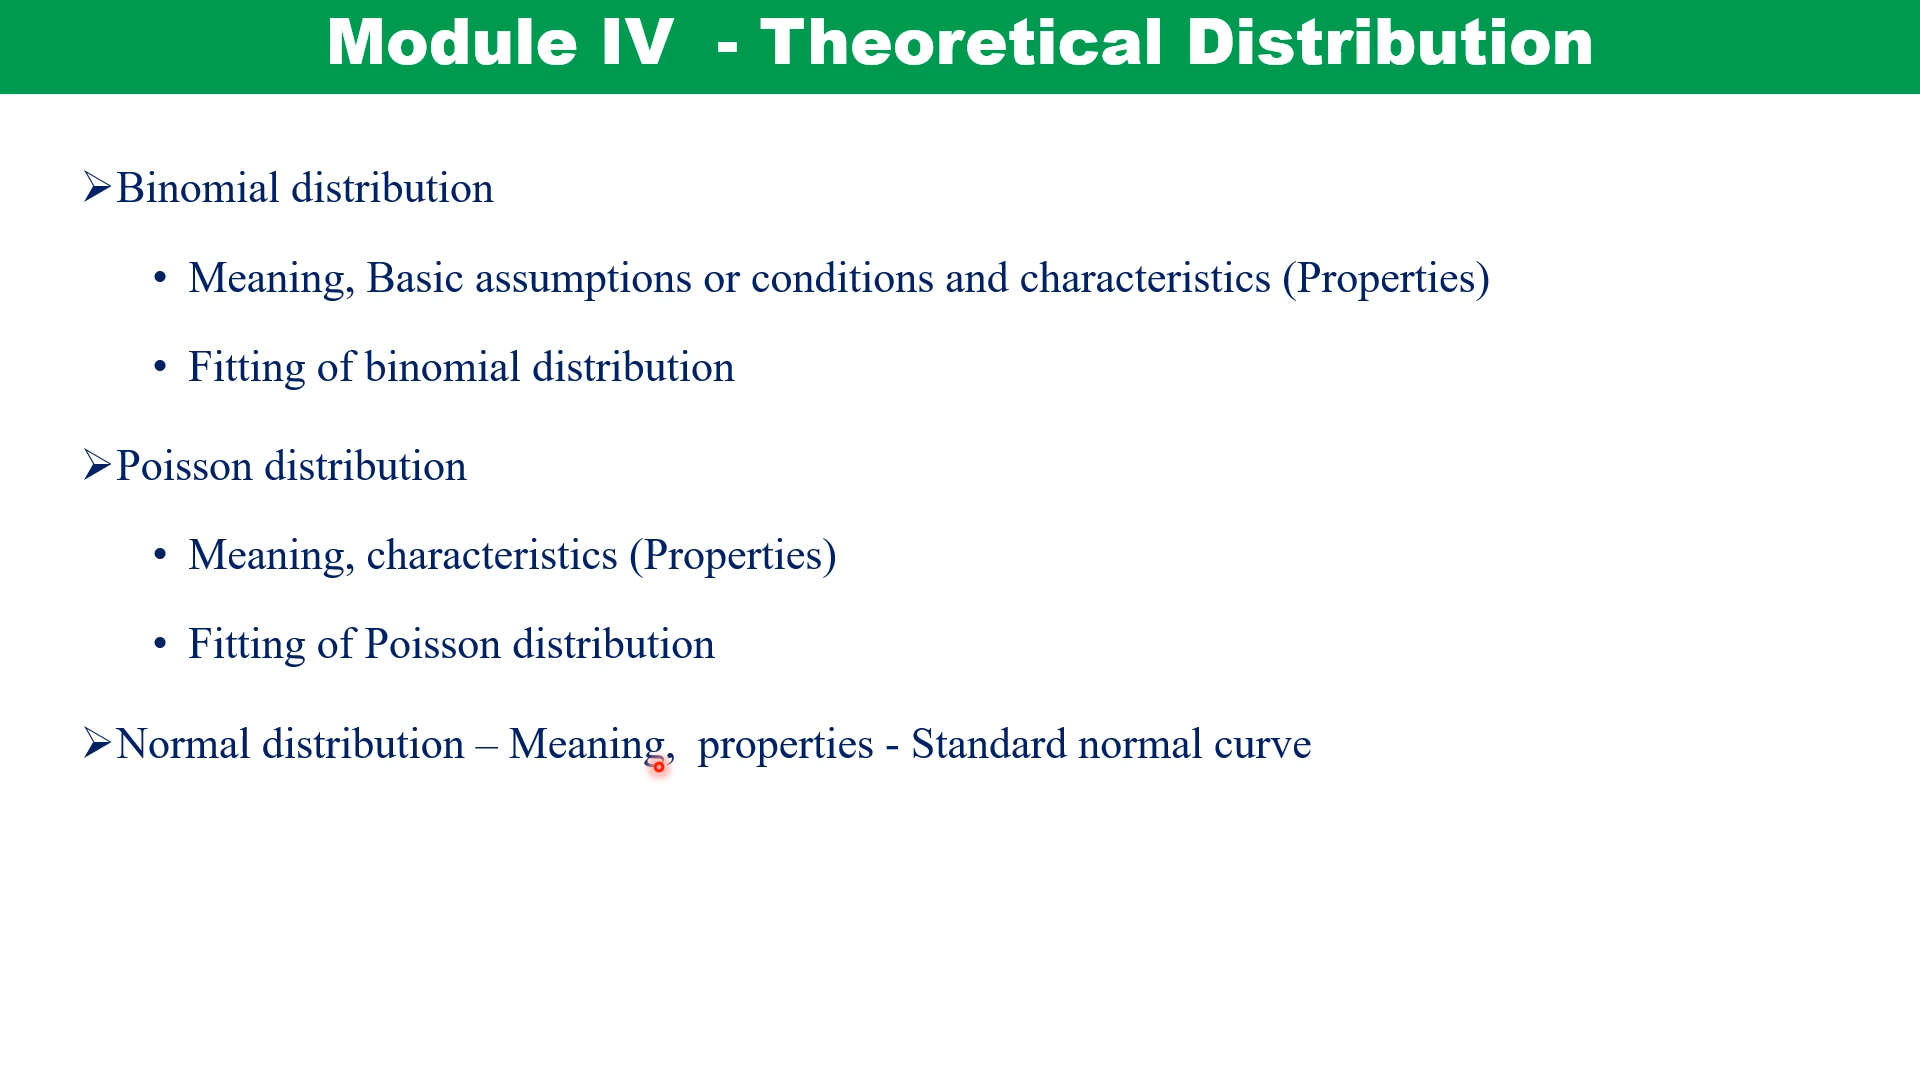 Module IV  - Theoretical Distribution
➢Binomial distribution
• Meaning, Basic assumptions or conditions and characteristics (Properties)
• Fitting of binomial distribution
➢Poisson distribution
• Meaning, characteristics (Properties)
• Fitting of Poisson distribution
➢Normal distribution – Meaning,  properties - Standard normal curve